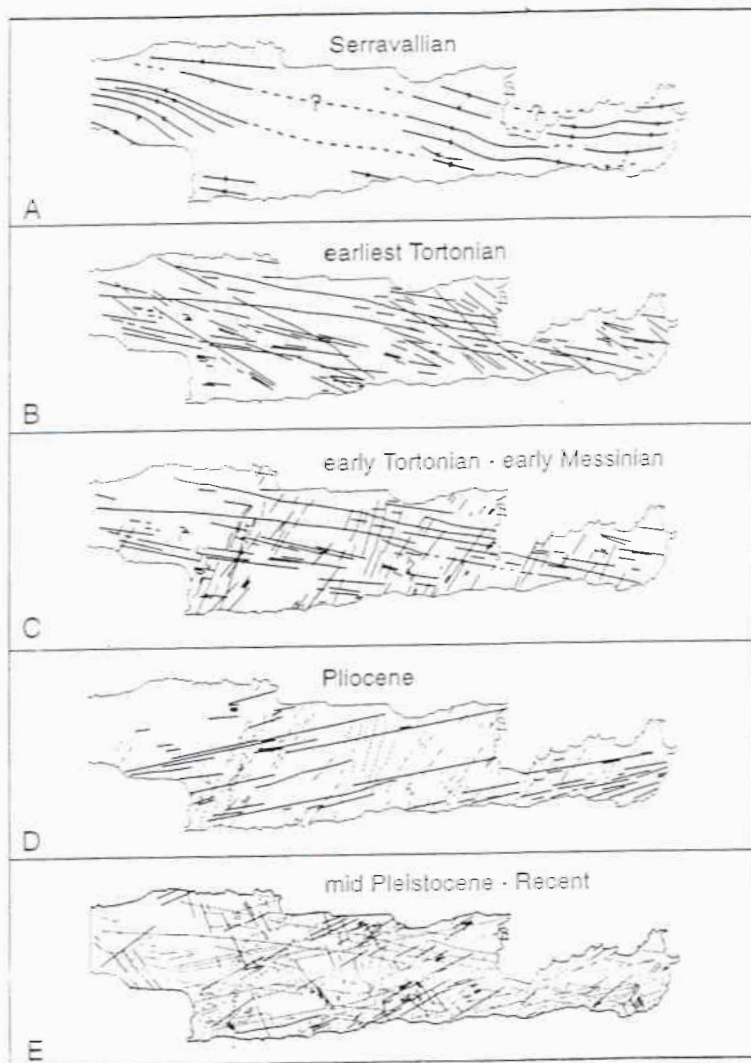 Serravallian
?
?
A
earliest Tortonian
B
early Tortonian - early Messinian
C
Pliocene
D
mid Pleistocene - Recent
E